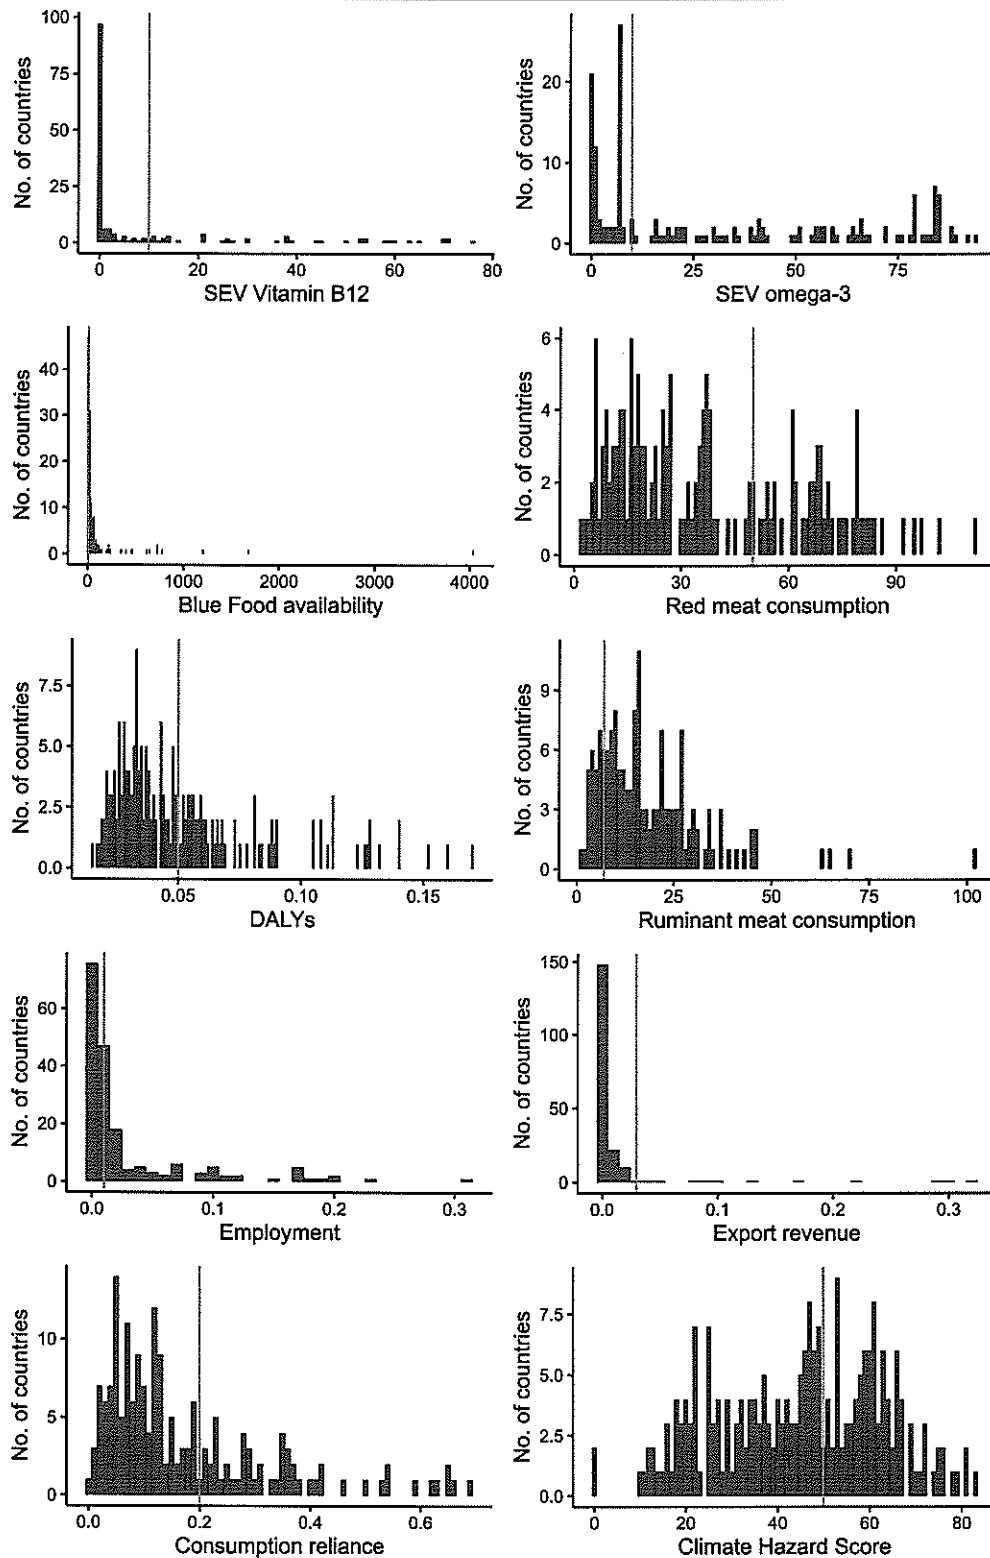 100
75
50
25
0
No. of countries
0 20 40 60 80
SEV Vitamin B12
20
10
0
No. of countries
0 25 50 75
SEV omega-3
40
30
20
10
0
No. of countries
0 1000 2000 3000 4000
Blue Food availability
6
4
2
0
No. of countries
0 30 60 90
Red meat consumption
7.5
5.0
2.5
0.0
No. of countries
0.05 0.10 0.15
DALYs
9
6
3
0
No. of countries
0 25 50 75 100
Ruminant meat consumption
60
40
20
0
No. of countries
0.0 0.1 0.2 0.3
Employment
150
100
50
0
No. of countries
0.0 0.1 0.2 0.3
Export revenue
10
5
0
No. of countries
0.0 0.2 0.4 0.6
Consumption reliance
7.5
5.0
2.5
0.0
No. of countries
0 20 40 60 80
Climate Hazard Score